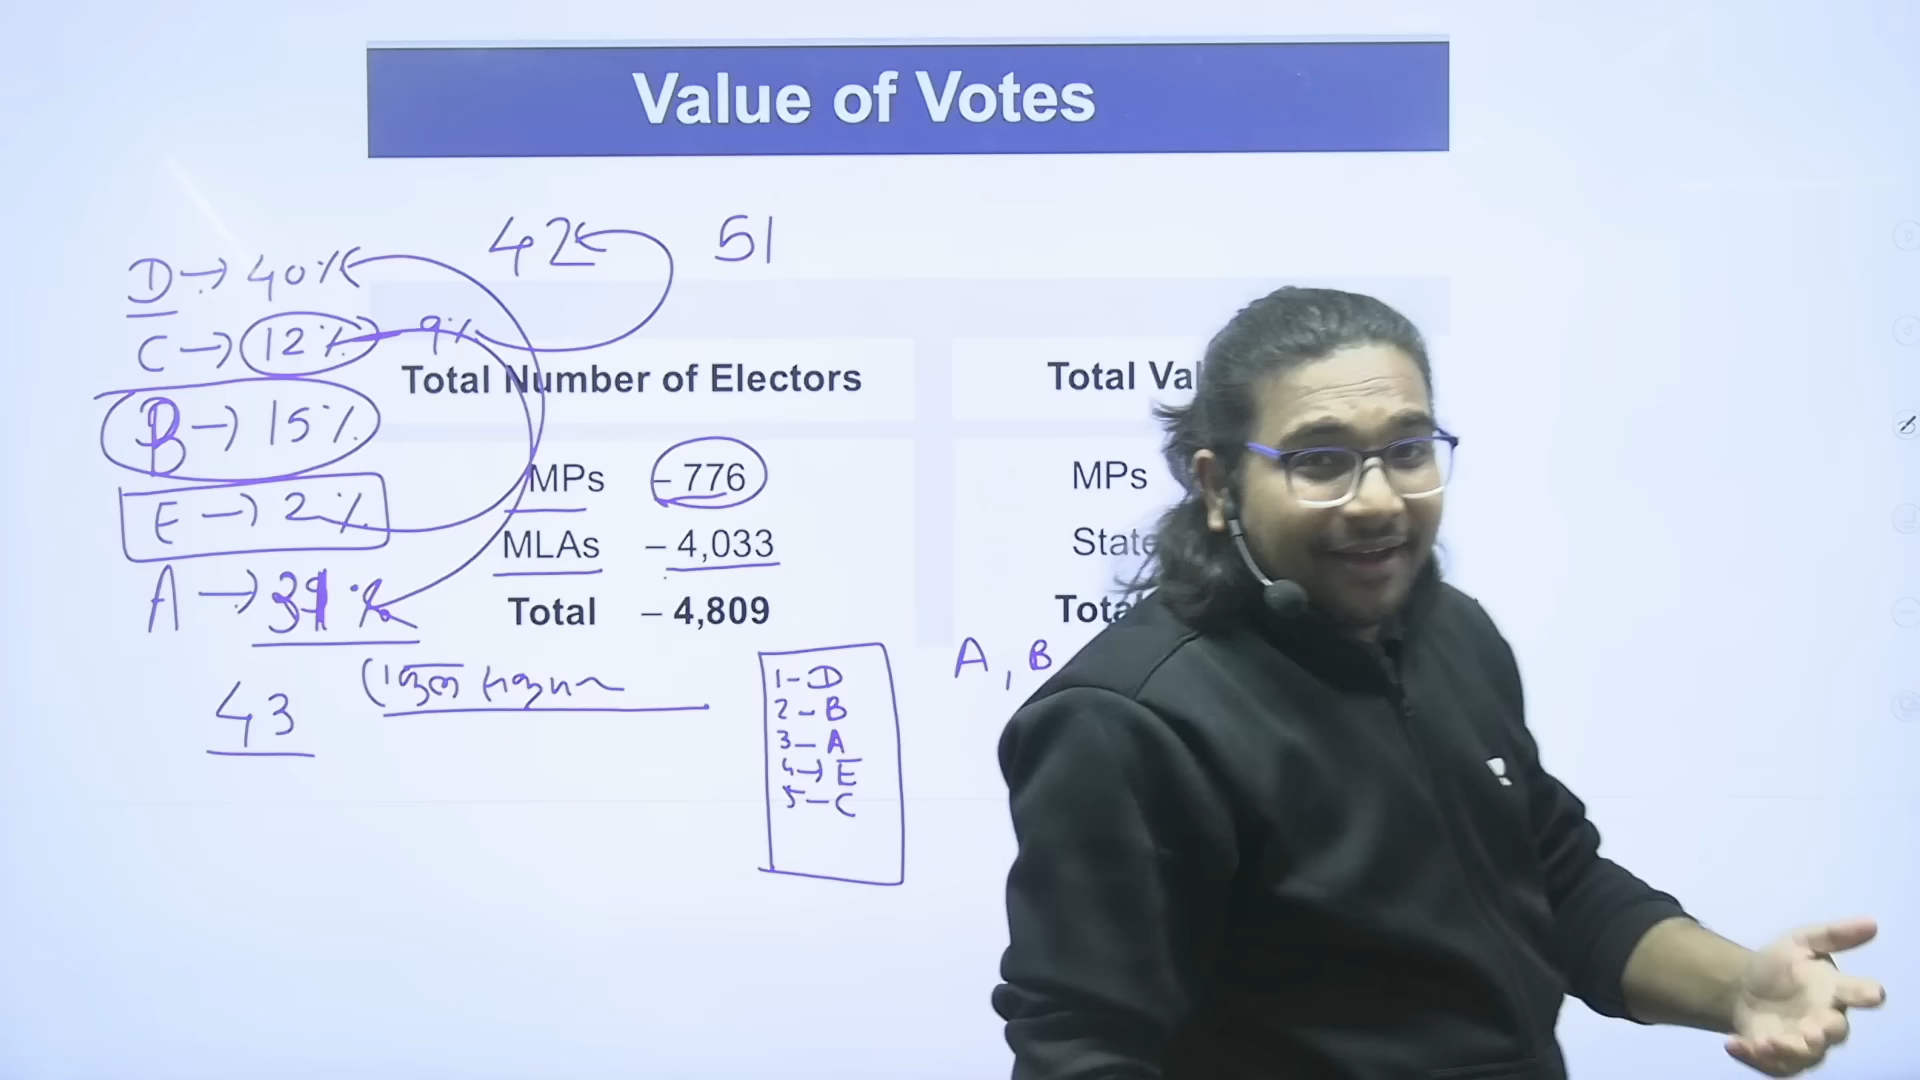 Value of Votes
42 51
D → 40%
C → 12% 9%
Total Number of Electors
Total Val
B → 15%
MPs – 776
MPs
E → 2%
MLAs – 4,033
State
A → 31%
Total – 4,809
Tota
A, B
43
1 – D
2 – B
3 – A
4 → E
5 – C